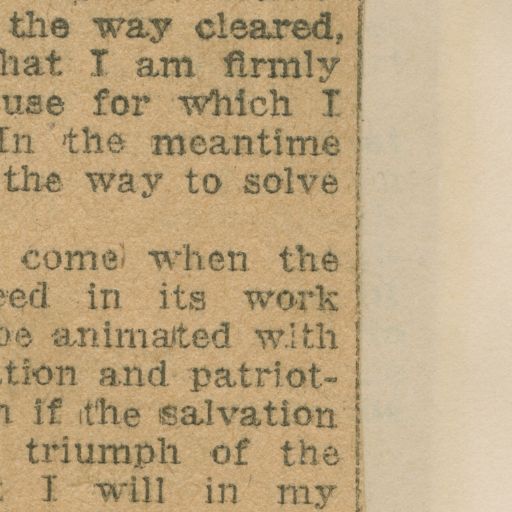 the way cleared,
hat I am firmly
use for which I
In the meantime
the way to solve
come when the
eed in its work
be animated with
tion and patriot-
if the salvation
triumph of the
I will in my